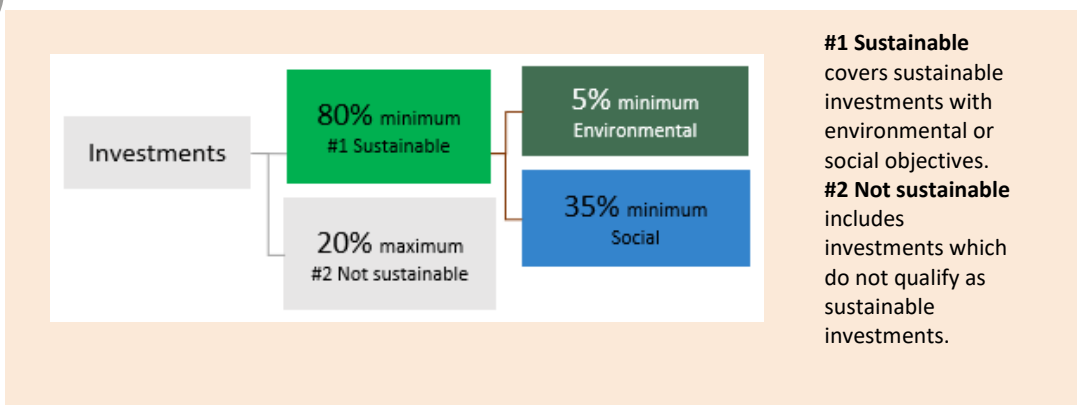 Investments
80% minimum
#1 Sustainable
20% maximum
#2 Not sustainable
5% minimum
Environmental
35% minimum
Social
#1 Sustainable
covers sustainable
investments with
environmental or
social objectives.
#2 Not sustainable
includes
investments which
do not qualify as
sustainable
investments.